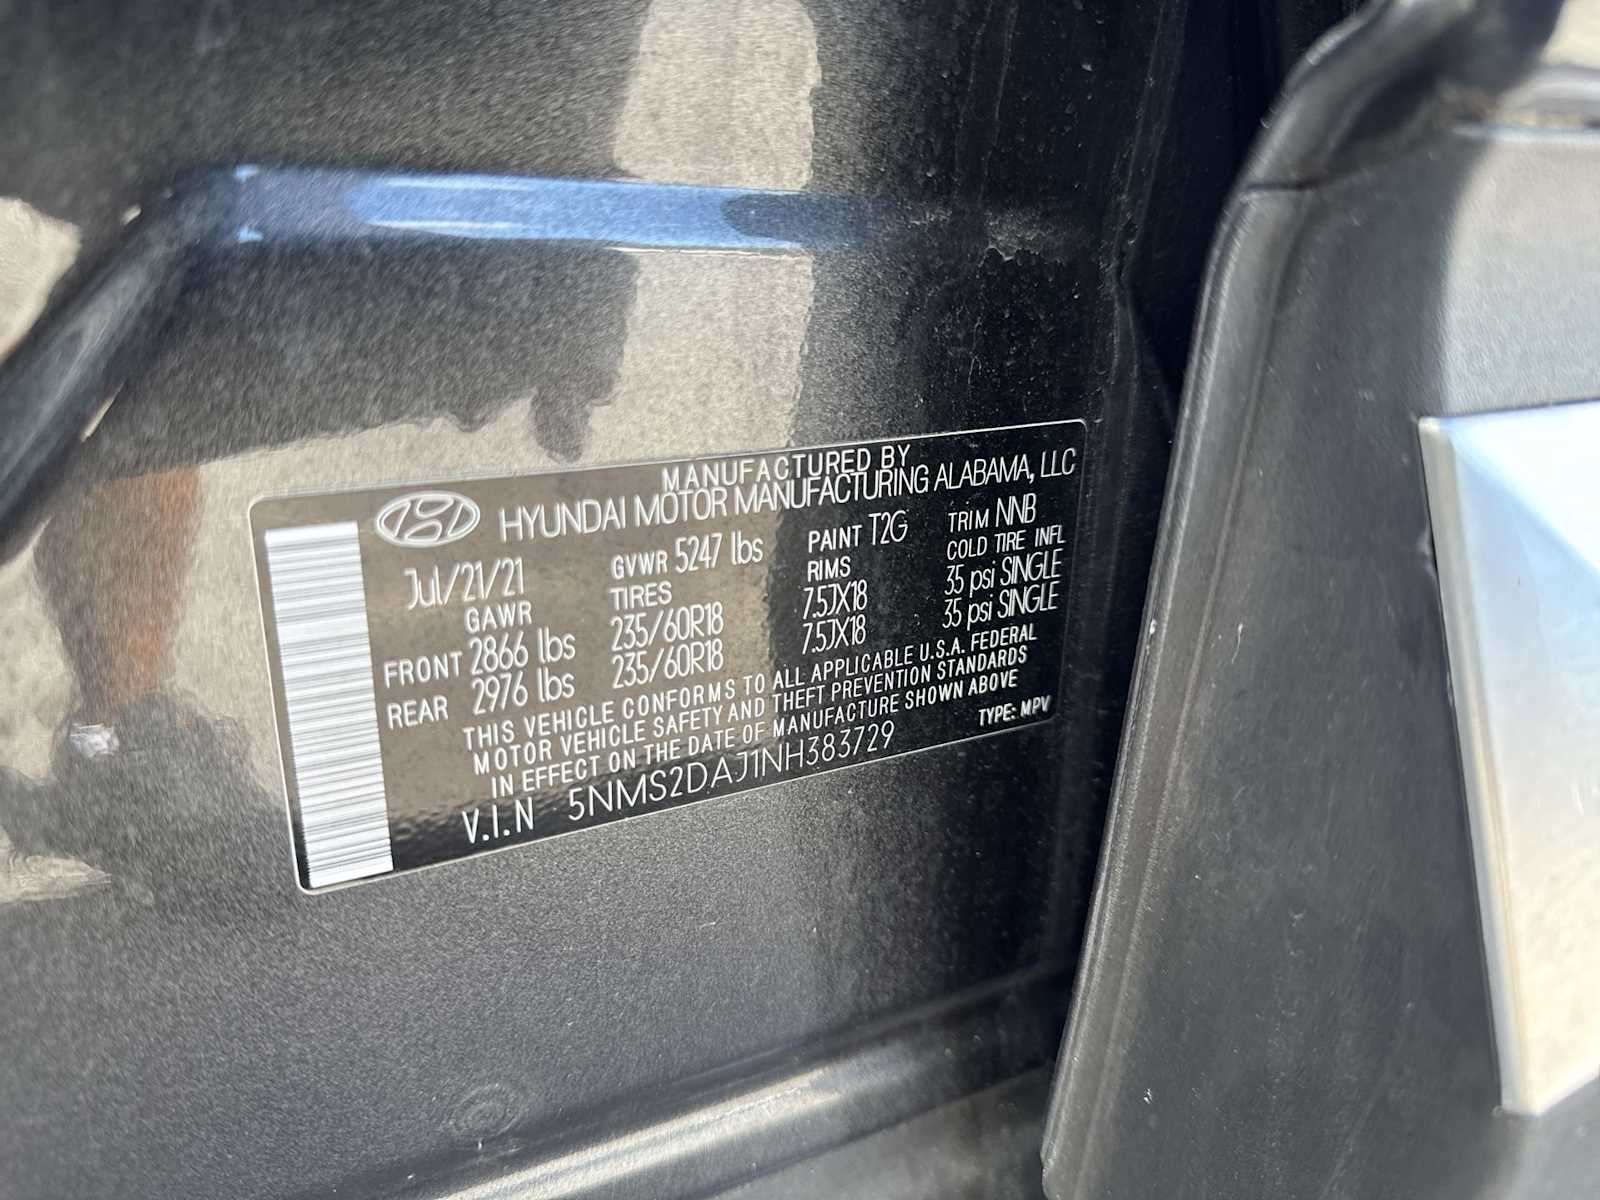 MANUFACTURED BY
HYUNDAI MOTOR MANUFACTURING ALABAMA, LLC
Jul/21/21 GVWR 5247 lbs PAINT T2G TRIM NNB
GAWR TIRES RIMS COLD TIRE INFL
FRONT 2866 lbs 235/60R18 7.5JX18 35 psi SINGLE
REAR 2976 lbs 235/60R18 7.5JX18 35 psi SINGLE
THIS VEHICLE CONFORMS TO ALL APPLICABLE U.S.A. FEDERAL
MOTOR VEHICLE SAFETY AND THEFT PREVENTION STANDARDS
IN EFFECT ON THE DATE OF MANUFACTURE SHOWN ABOVE
V.I.N 5NMS2DAJ1NH383729 TYPE: MPV